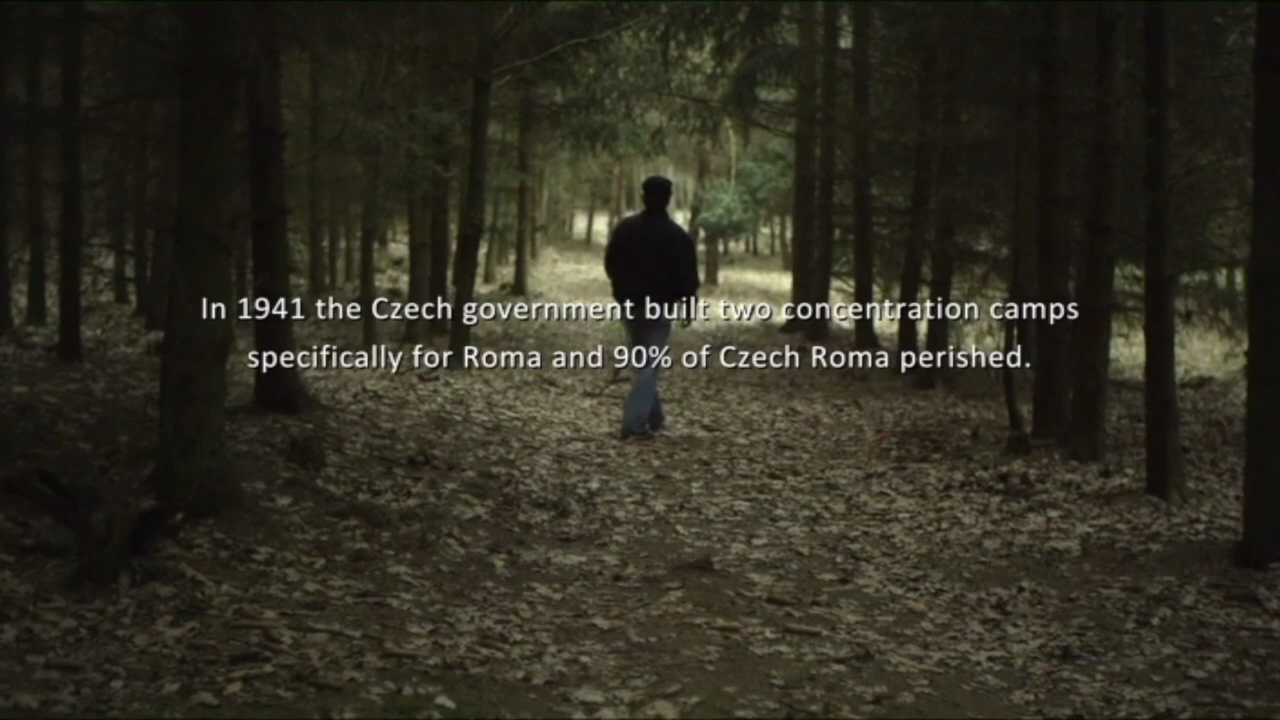 In 1941 the Czech government built two concentration camps
specifically for Roma and 90% of Czech Roma perished.